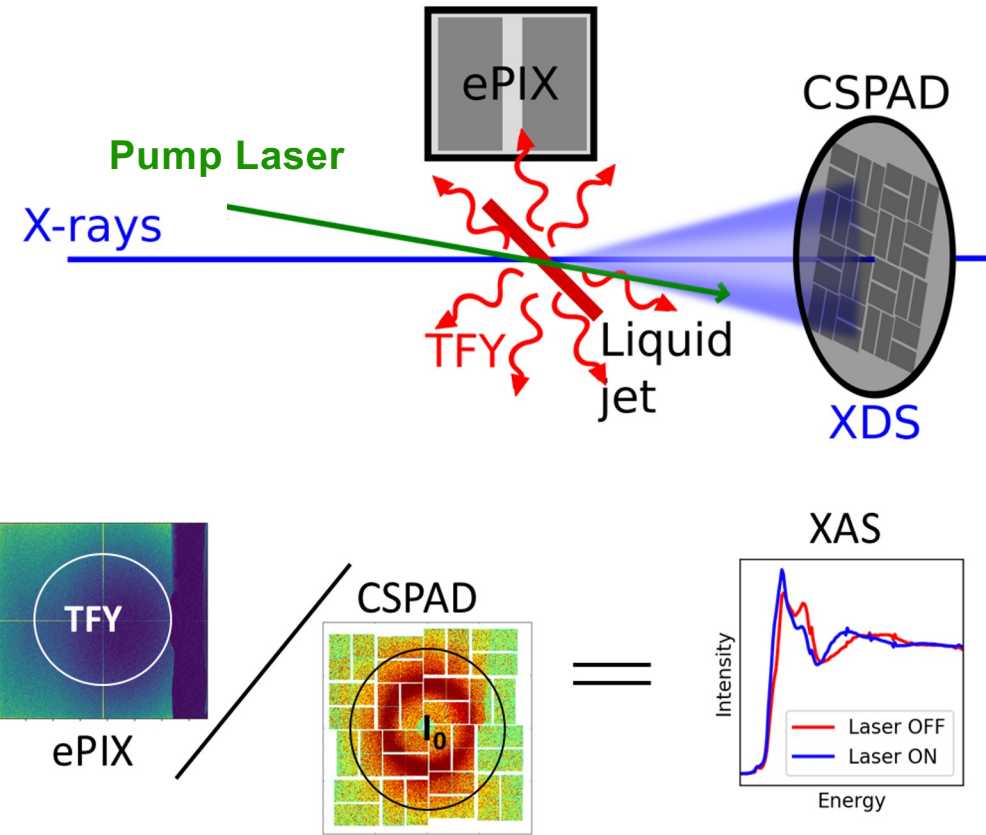 ePIX
CSPAD
Pump Laser
X-rays
TFY
Liquid
jet
XDS
XAS
TFY
CSPAD
I0
ePIX
Intensity
Laser OFF
Laser ON
Energy